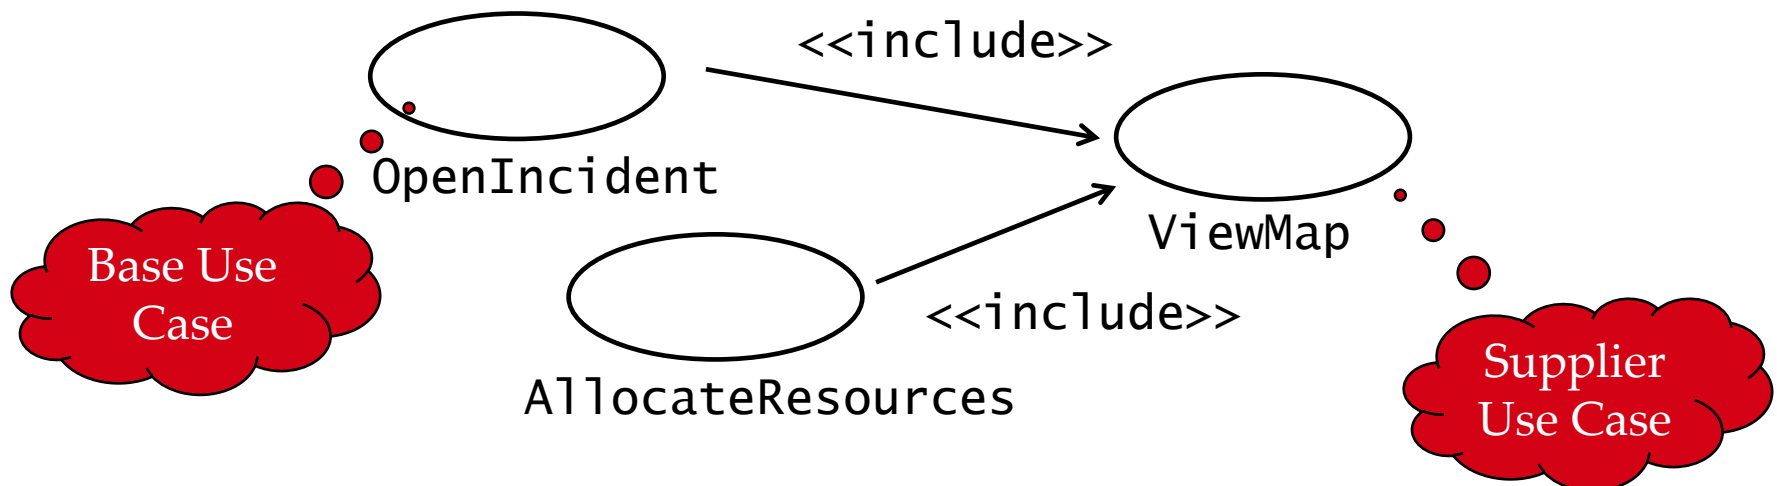 <<include>>
OpenIncident
ViewMap
Base Use
Case
<<include>>
AllocateResources
Supplier
Use Case